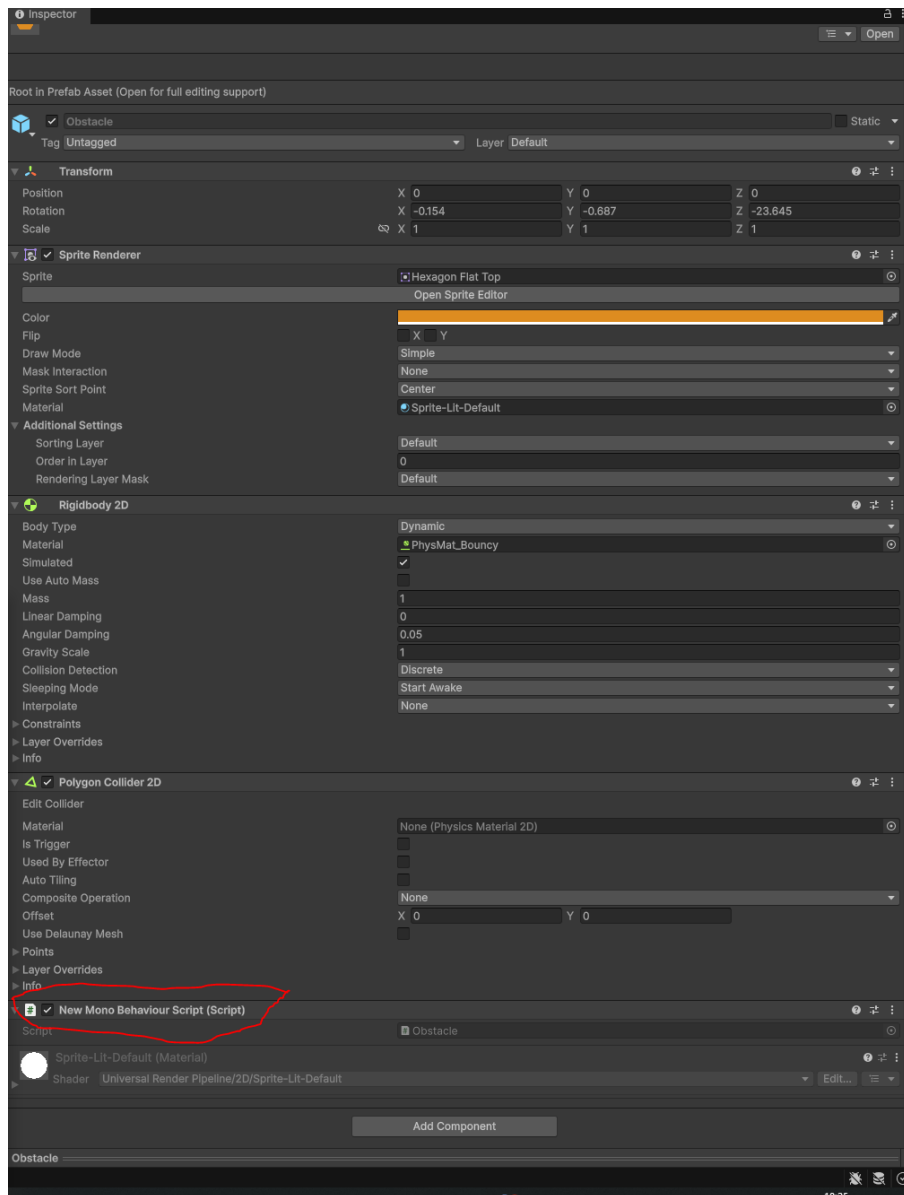 Inspector
Open
Root in Prefab Asset (Open for full editing support)
Obstacle Static
Tag Untagged Layer Default
Transform
Position X 0 Y 0 Z 0
Rotation X -0.154 Y -0.687 Z -23.645
Scale X 1 Y 1 Z 1
Sprite Renderer
Sprite Hexagon Flat Top
Open Sprite Editor
Color
Flip X Y
Draw Mode Simple
Mask Interaction None
Sprite Sort Point Center
Material Sprite-Lit-Default
Additional Settings
Sorting Layer Default
Order in Layer 0
Rendering Layer Mask Default
Rigidbody 2D
Body Type Dynamic
Material PhysMat_Bouncy
Simulated
Use Auto Mass
Mass 1
Linear Damping 0
Angular Damping 0.05
Gravity Scale 1
Collision Detection Discrete
Sleeping Mode Start Awake
Interpolate None
Constraints
Layer Overrides
Info
Polygon Collider 2D
Edit Collider
Material None (Physics Material 2D)
Is Trigger
Used By Effector
Auto Tiling
Composite Operation None
Offset X 0 Y 0
Use Delaunay Mesh
Points
Layer Overrides
Info
# New Mono Behaviour Script (Script)
Script Obstacle
Sprite-Lit-Default (Material)
Shader Universal Render Pipeline/2D/Sprite-Lit-Default Edit...
Add Component
Obstacle